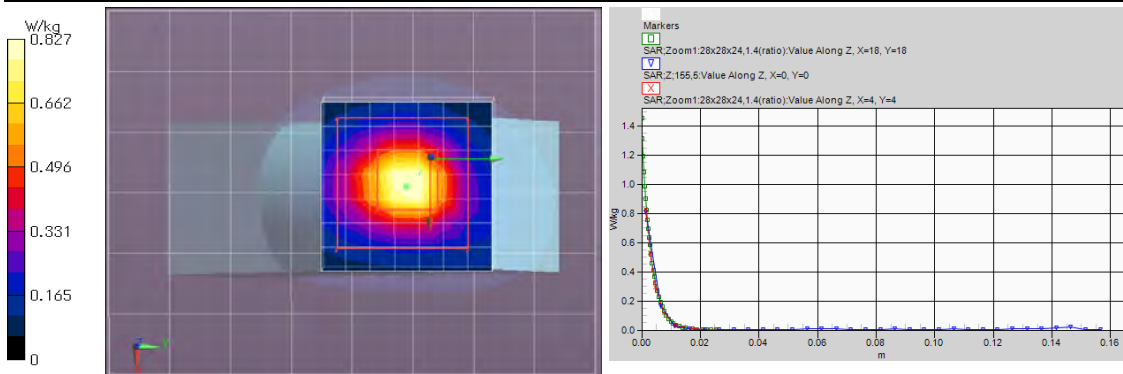 W/kg
0.827
0.662
0.496
0.331
0.165
0
Markers
SAR;Zoom1:28x28x24,1.4(ratio):Value Along Z, X=18, Y=18
SAR;Z;155,5:Value Along Z, X=0, Y=0
SAR;Zoom1:28x28x24,1.4(ratio):Value Along Z, X=4, Y=4
1.4
1.2
1.0
0.8
0.6
0.4
0.2
0.0
W/kg
0.00 0.02 0.04 0.06 0.08 0.10 0.12 0.14 0.16
m